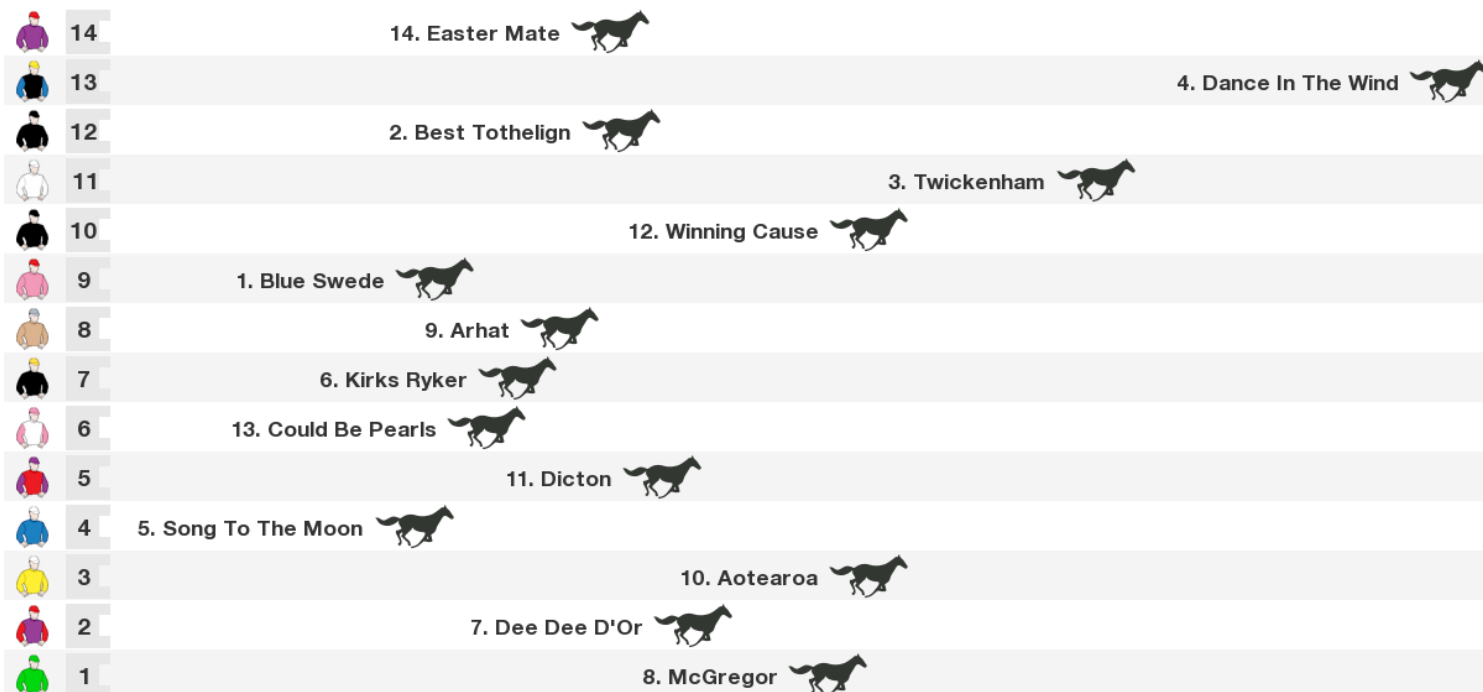 14 14. Easter Mate
13 4. Dance In The Wind
12 2. Best Tothelign
11 3. Twickenham
10 12. Winning Cause
9 1. Blue Swede
8 9. Arhat
7 6. Kirks Ryker
6 13. Could Be Pearls
5 11. Dicton
4 5. Song To The Moon
3 10. Aotearoa
2 7. Dee Dee D'Or
1 8. McGregor